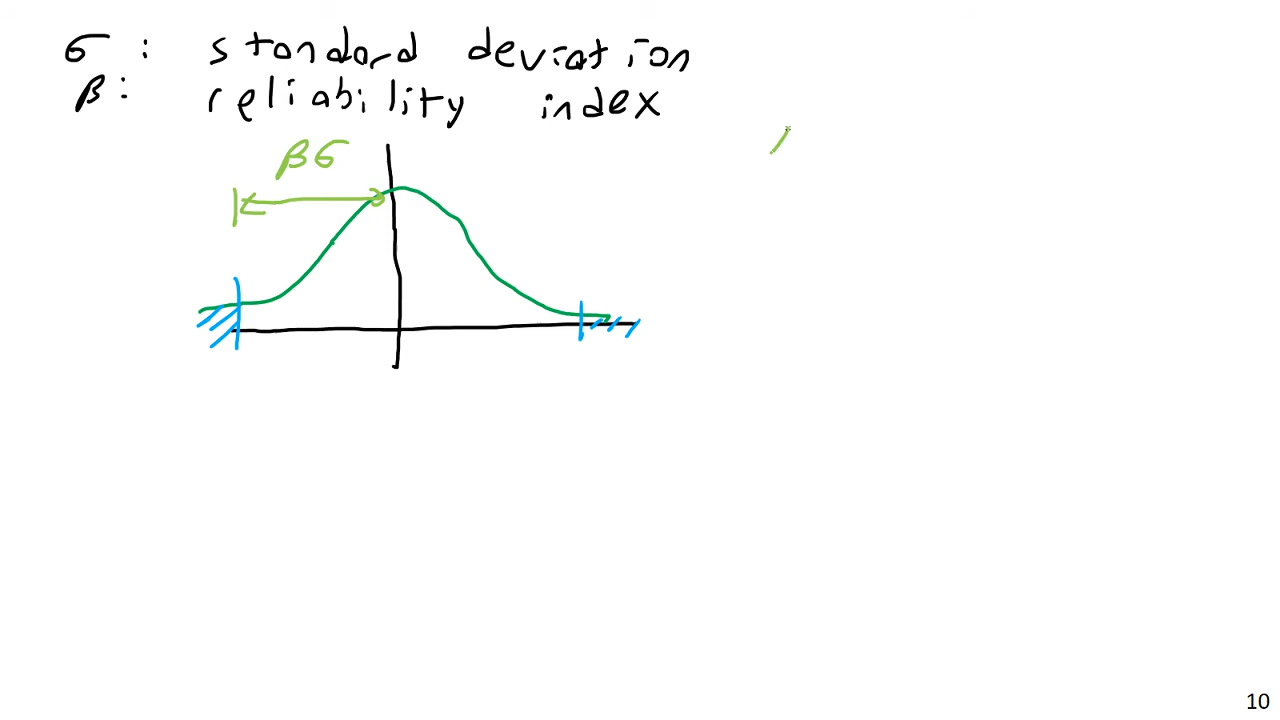 σ : standard deviation
β : reliability index
βσ
10